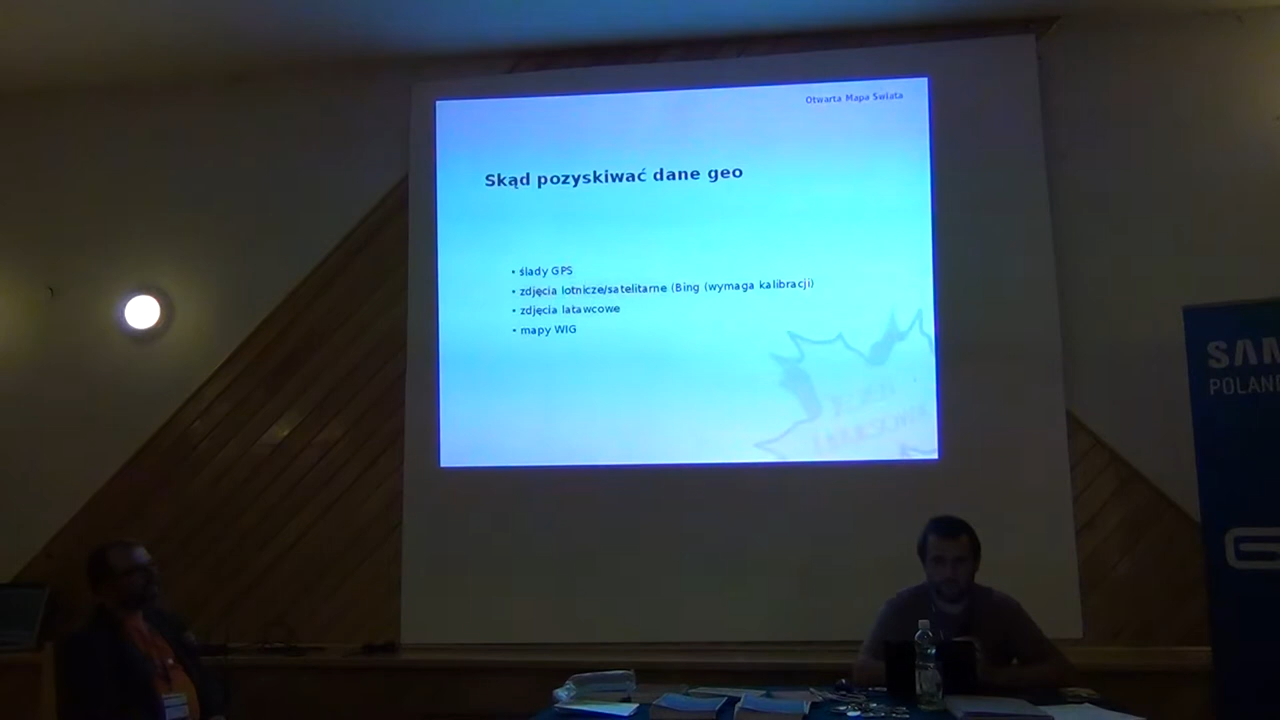 Otwarta Mapa Świata
Skąd pozyskiwać dane geo
• ślady GPS
• zdjęcia lotnicze/satelitarne (Bing (wymaga kalibracji)
• zdjęcia latawcowe
• mapy WIG
SAM
POLAND